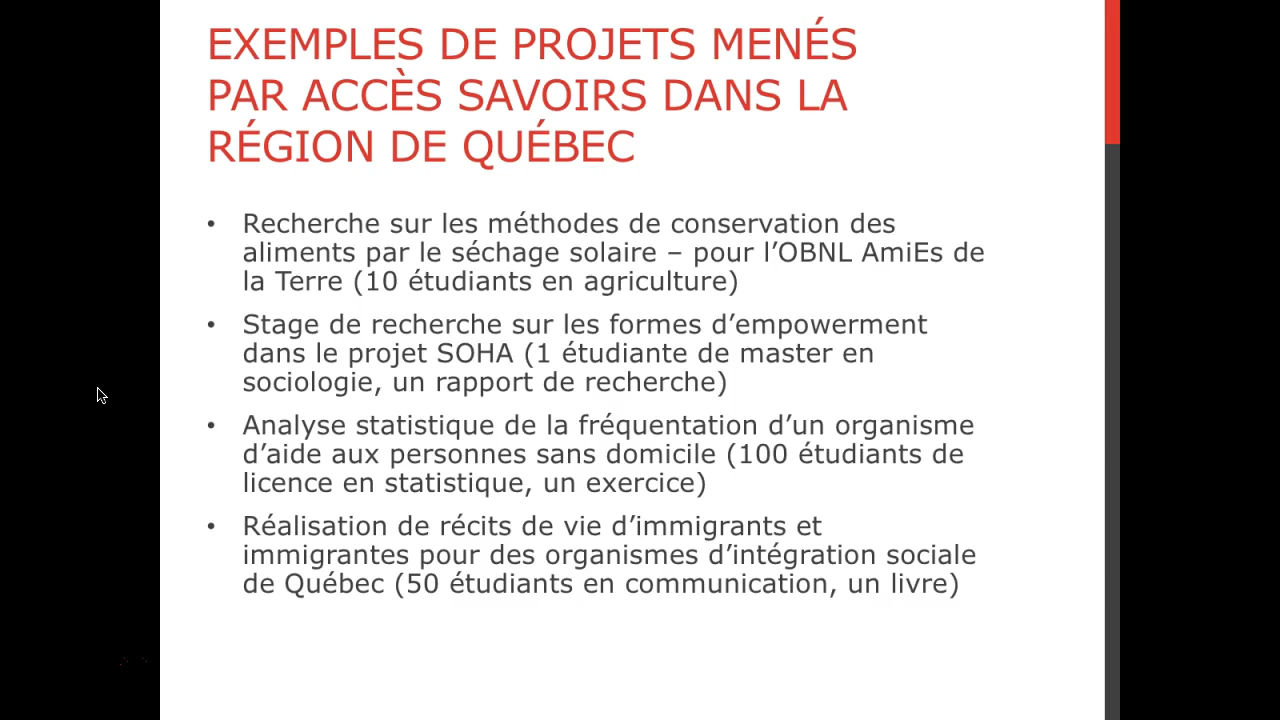 EXEMPLES DE PROJETS MENÉS
PAR ACCÈS SAVOIRS DANS LA
RÉGION DE QUÉBEC
• Recherche sur les méthodes de conservation des
aliments par le séchage solaire – pour l’OBNL AmiEs de
la Terre (10 étudiants en agriculture)
• Stage de recherche sur les formes d’empowerment
dans le projet SOHA (1 étudiante de master en
sociologie, un rapport de recherche)
• Analyse statistique de la fréquentation d’un organisme
d’aide aux personnes sans domicile (100 étudiants de
licence en statistique, un exercice)
• Réalisation de récits de vie d’immigrants et
immigrantes pour des organismes d’intégration sociale
de Québec (50 étudiants en communication, un livre)